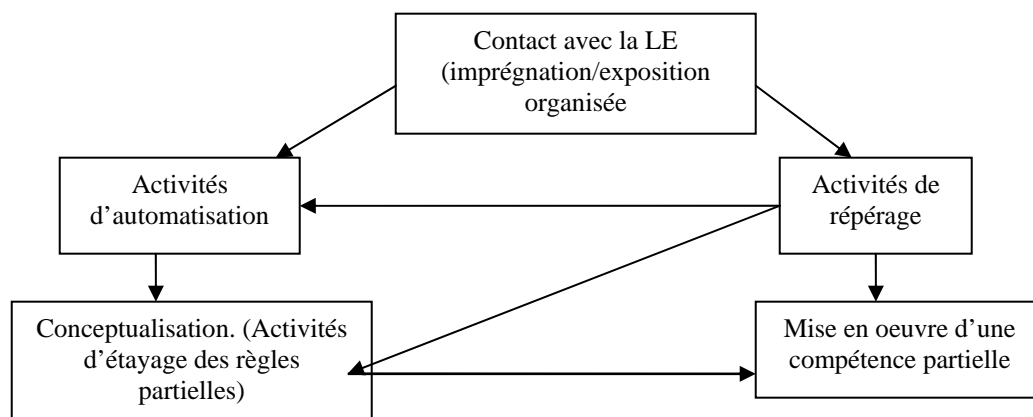 Contact avec la LE
(imprégnation/exposition
organisée
Activités
d’automatisation
Activités de
répérage
Conceptualisation. (Activités
d’étayage des règles
partielles)
Mise en oeuvre d’une
compétence partielle